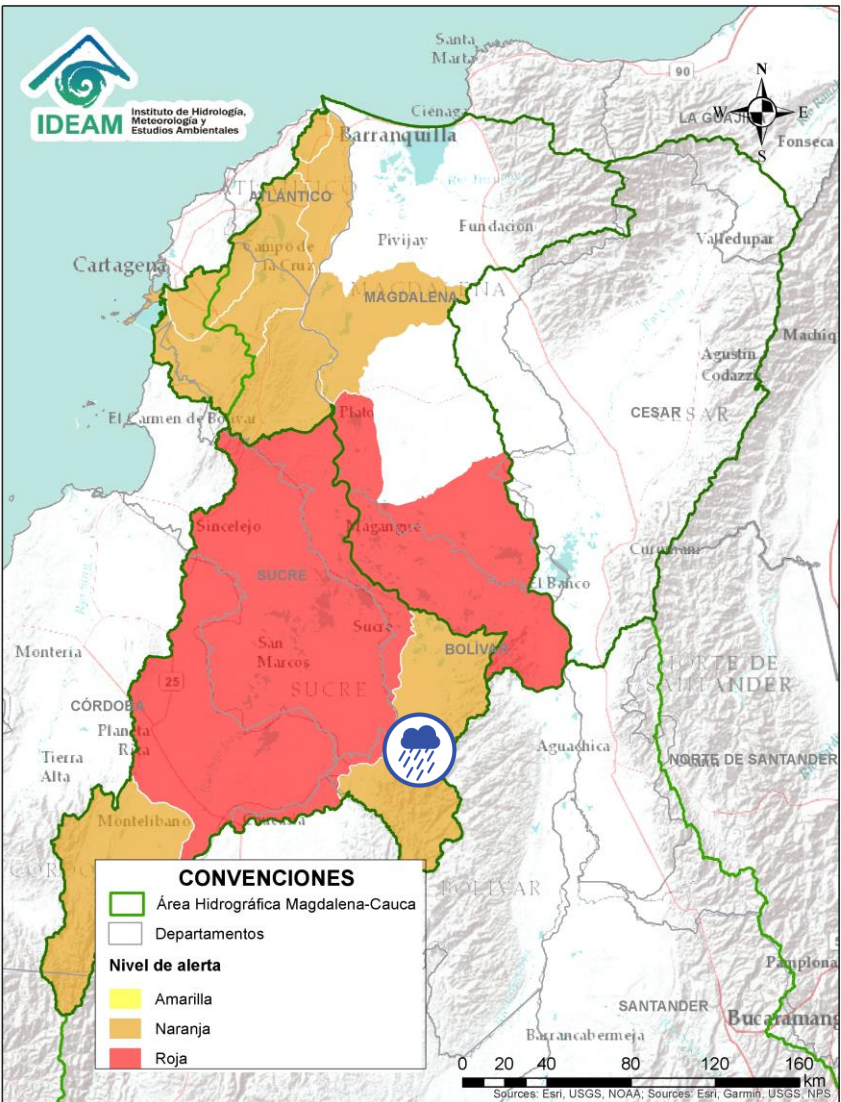 IDEAM
Instituto de Hidrología,
Meteorología y
Estudios Ambientales
Santa
Marta
90
N
W
E
S
LA GUAJIRA
Ciénaga
Barranquilla
Fonseca
ATLÁNTICO
ATLÁNTICO
Fundación
Pivijay
Valledupar
Campo de
la Cruz
Cartagena
MAGDALENA
MAGDALENA
Agustín
Codazzi
El Carmen de Bolívar
Plato
CESAR
CESAR
Sincelejo
Magangué
Curumaní
SUCRE
El Banco
Sucre
Montería
San
Marcos
BOLÍVAR
NORTE DE
SANTANDER
25
SUCRE
CÓRDOBA
Planeta
Rica
Aguachica
Tierra
Alta
NORTE DE SANTANDER
Montelíbano
Caucasia
BOLÍVAR
CONVENCIONES
Área Hidrográfica Magdalena-Cauca
Departamentos
Nivel de alerta
Amarilla
Naranja
Roja
Pamplona
SANTANDER
Bucaramang
Barrancabermeja
0 20 40 80 120 160
km
Sources: Esri, USGS, NOAA; Sources: Esri, Garmin, USGS, NPS